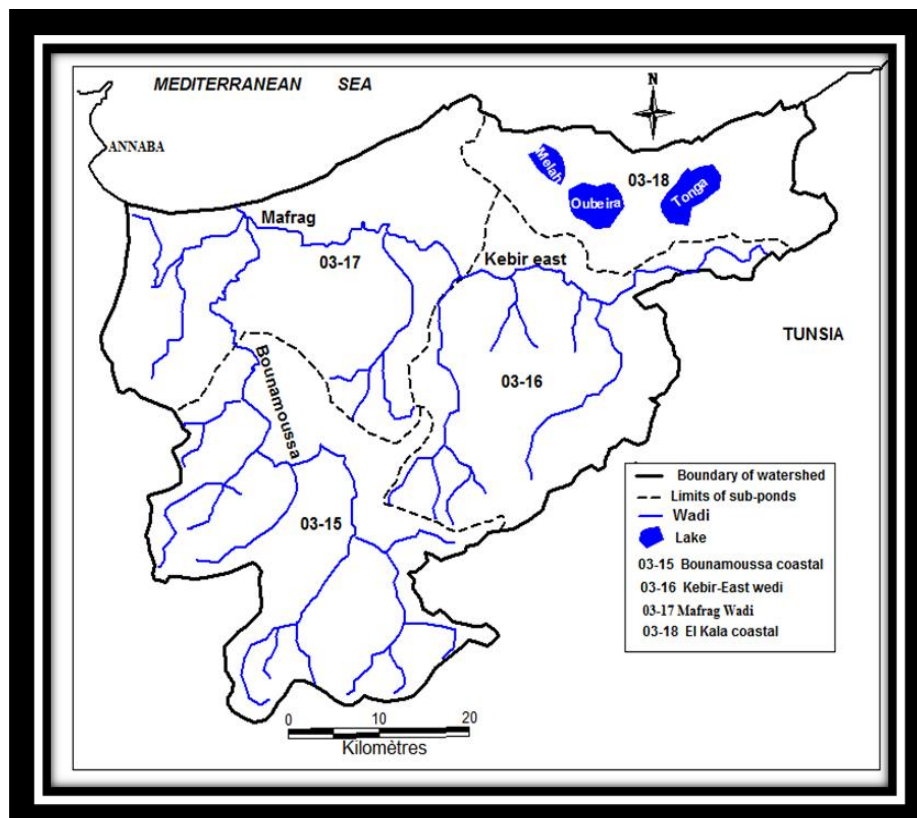 MEDITERRANEAN SEA
N
ANNABA
Melah
03-18
Oubeira
Tonga
Mafrag
03-17
Kebir east
TUNSIA
Bounamoussa
03-16
03-15
Boundary of watershed
Limits of sub-ponds
Wadi
Lake
03-15 Bounamoussa coastal
03-16 Kebir-East wedi
03-17 Mafrag Wadi
03-18 El Kala coastal
0 10 20
Kilomètres